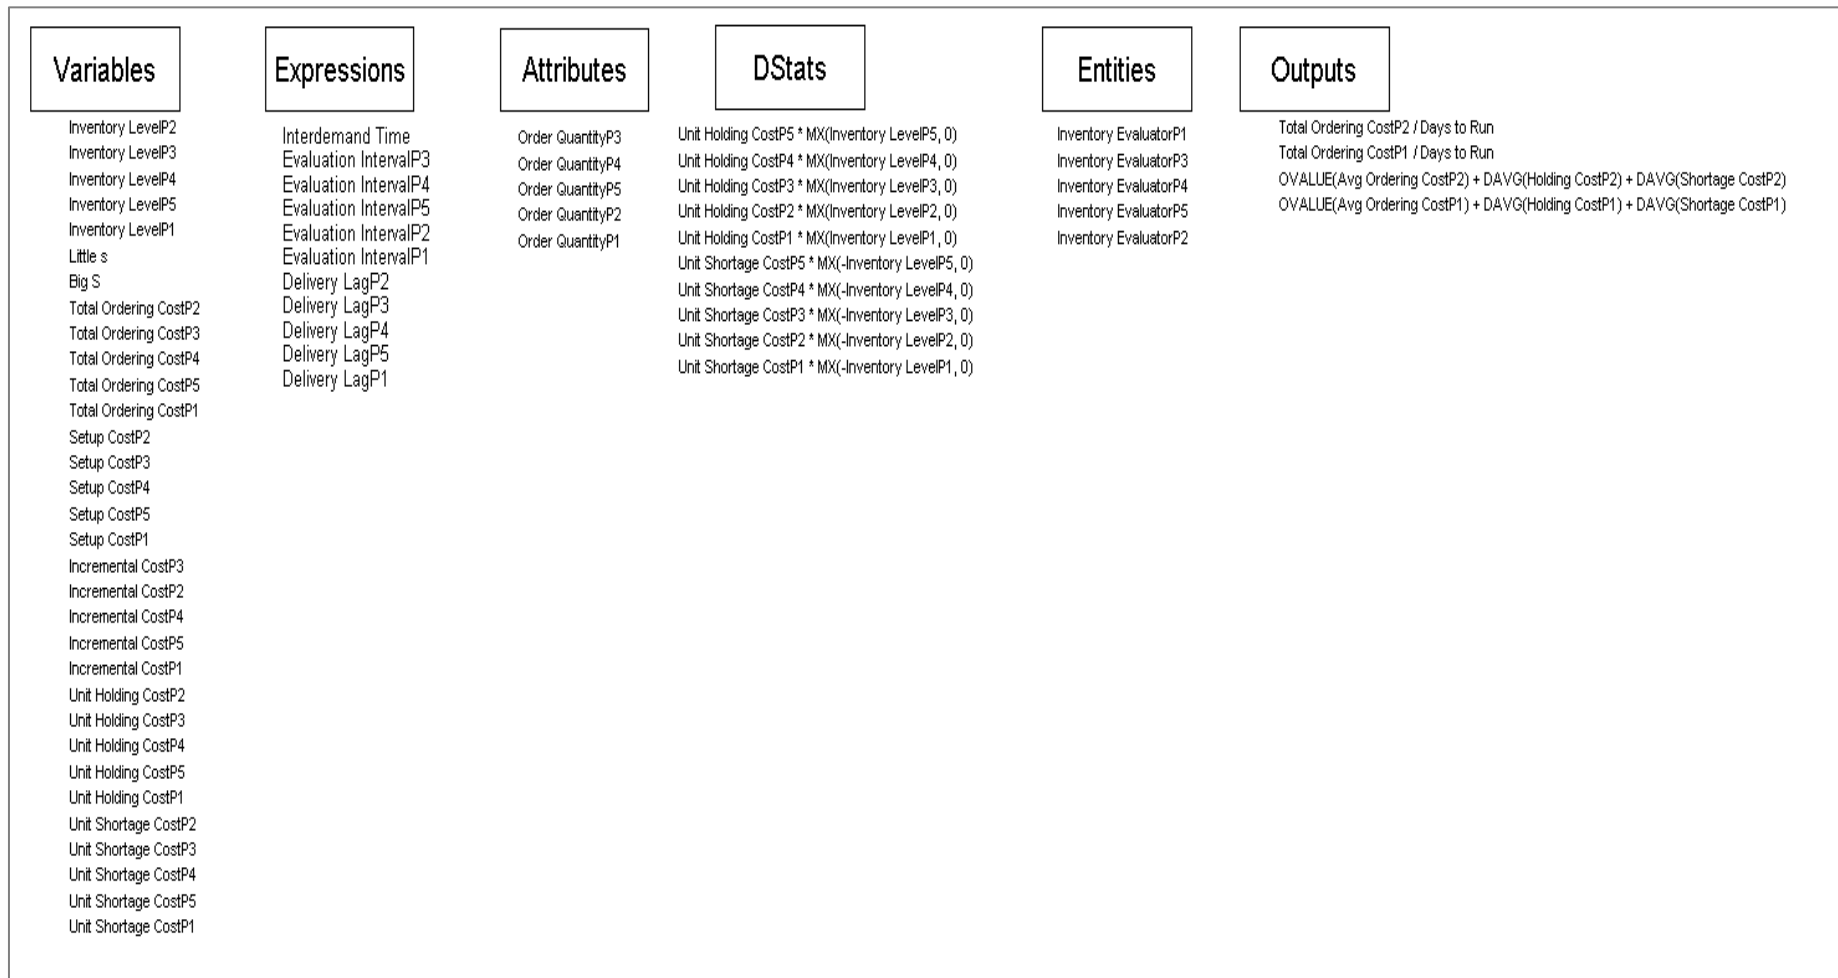 Variables
Inventory LevelP2
Inventory LevelP3
Inventory LevelP4
Inventory LevelP5
Inventory LevelP1
Little s
Big S
Total Ordering CostP2
Total Ordering CostP3
Total Ordering CostP4
Total Ordering CostP5
Total Ordering CostP1
Setup CostP2
Setup CostP3
Setup CostP4
Setup CostP5
Setup CostP1
Incremental CostP3
Incremental CostP2
Incremental CostP4
Incremental CostP5
Incremental CostP1
Unit Holding CostP2
Unit Holding CostP3
Unit Holding CostP4
Unit Holding CostP5
Unit Holding CostP1
Unit Shortage CostP2
Unit Shortage CostP3
Unit Shortage CostP4
Unit Shortage CostP5
Unit Shortage CostP1
Expressions
Interdemand Time
Evaluation IntervalP3
Evaluation IntervalP4
Evaluation IntervalP5
Evaluation IntervalP2
Evaluation IntervalP1
Delivery LagP2
Delivery LagP3
Delivery LagP4
Delivery LagP5
Delivery LagP1
Attributes
Order QuantityP3
Order QuantityP4
Order QuantityP5
Order QuantityP2
Order QuantityP1
DStats
Unit Holding CostP5 * MX(Inventory LevelP5, 0)
Unit Holding CostP4 * MX(Inventory LevelP4, 0)
Unit Holding CostP3 * MX(Inventory LevelP3, 0)
Unit Holding CostP2 * MX(Inventory LevelP2, 0)
Unit Holding CostP1 * MX(Inventory LevelP1, 0)
Unit Shortage CostP5 * MX(-Inventory LevelP5, 0)
Unit Shortage CostP4 * MX(-Inventory LevelP4, 0)
Unit Shortage CostP3 * MX(-Inventory LevelP3, 0)
Unit Shortage CostP2 * MX(-Inventory LevelP2, 0)
Unit Shortage CostP1 * MX(-Inventory LevelP1, 0)
Entities
Inventory EvaluatorP1
Inventory EvaluatorP3
Inventory EvaluatorP4
Inventory EvaluatorP5
Inventory EvaluatorP2
Outputs
Total Ordering CostP2 / Days to Run
Total Ordering CostP1 / Days to Run
OVALUE(Avg Ordering CostP2) + DAVG(Holding CostP2) + DAVG(Shortage CostP2)
OVALUE(Avg Ordering CostP1) + DAVG(Holding CostP1) + DAVG(Shortage CostP1)